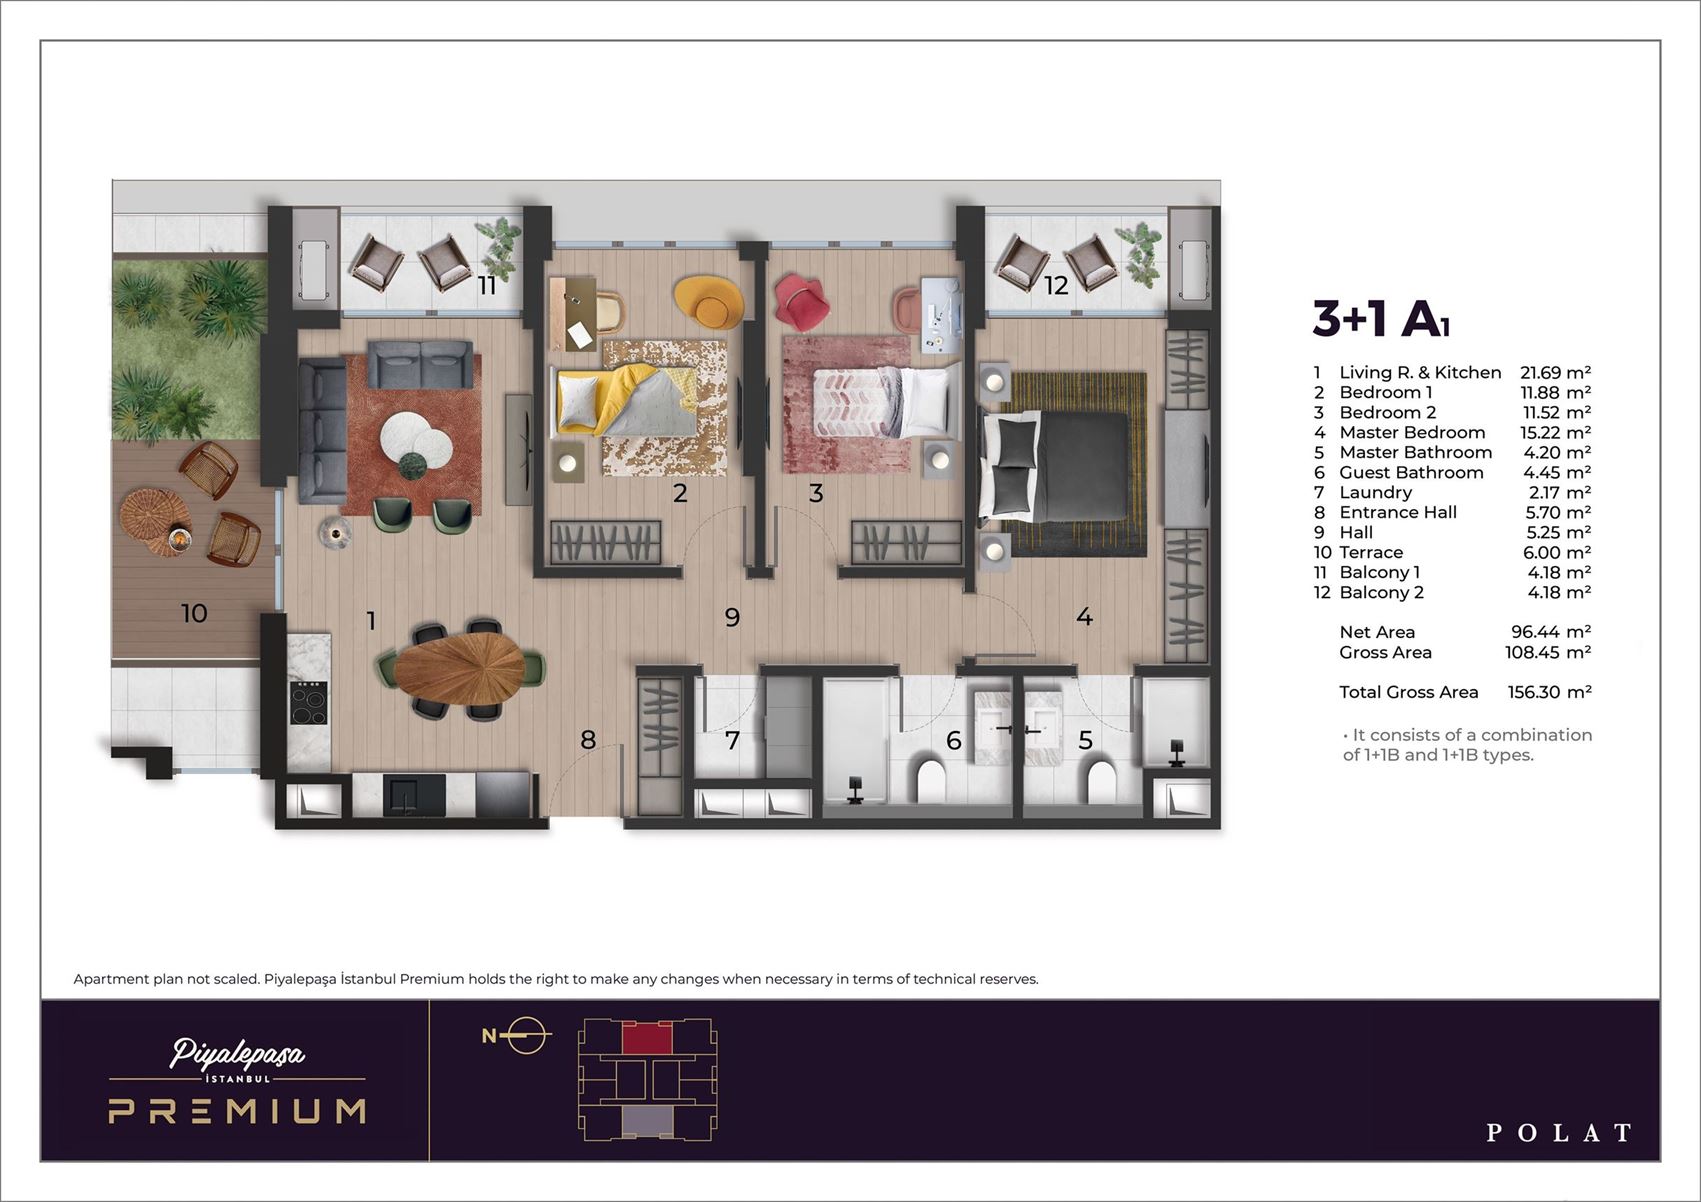 11
12
2
3
10
1
9
4
8
7
6
5
3+1 A1
1 Living R. & Kitchen 21.69 m²
2 Bedroom 1 11.88 m²
3 Bedroom 2 11.52 m²
4 Master Bedroom 15.22 m²
5 Master Bathroom 4.20 m²
6 Guest Bathroom 4.45 m²
7 Laundry 2.17 m²
8 Entrance Hall 5.70 m²
9 Hall 5.25 m²
10 Terrace 6.00 m²
11 Balcony 1 4.18 m²
12 Balcony 2 4.18 m²
Net Area 96.44 m²
Gross Area 108.45 m²
Total Gross Area 156.30 m²
• It consists of a combination
of 1+1B and 1+1B types.
Apartment plan not scaled. Piyalepaşa İstanbul Premium holds the right to make any changes when necessary in terms of technical reserves.
Piyalepaşa
İSTANBUL
PREMIUM
N
POLAT